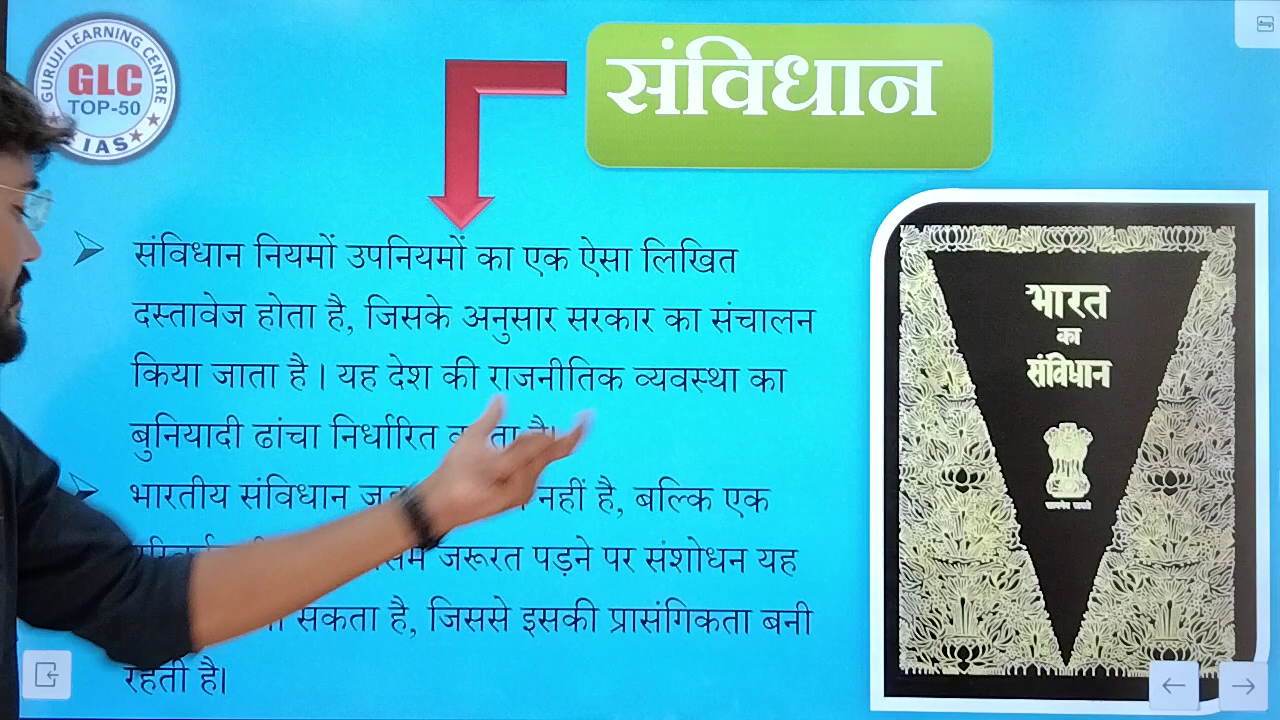 GURUJI LEARNING CENTRE
GLC
TOP-50
IAS
संविधान
संविधान नियमों उपनियमों का एक ऐसा लिखित
दस्तावेज होता है, जिसके अनुसार सरकार का संचालन
किया जाता है । यह देश की राजनीतिक व्यवस्था का
बुनियादी ढांचा निर्धारित है।
भारतीय संविधान नहीं है, बल्कि एक
जरूरत पड़ने पर संशोधन यह
सकता है, जिससे इसकी प्रासंगिकता बनी
रहती है।
भारत
का
संविधान